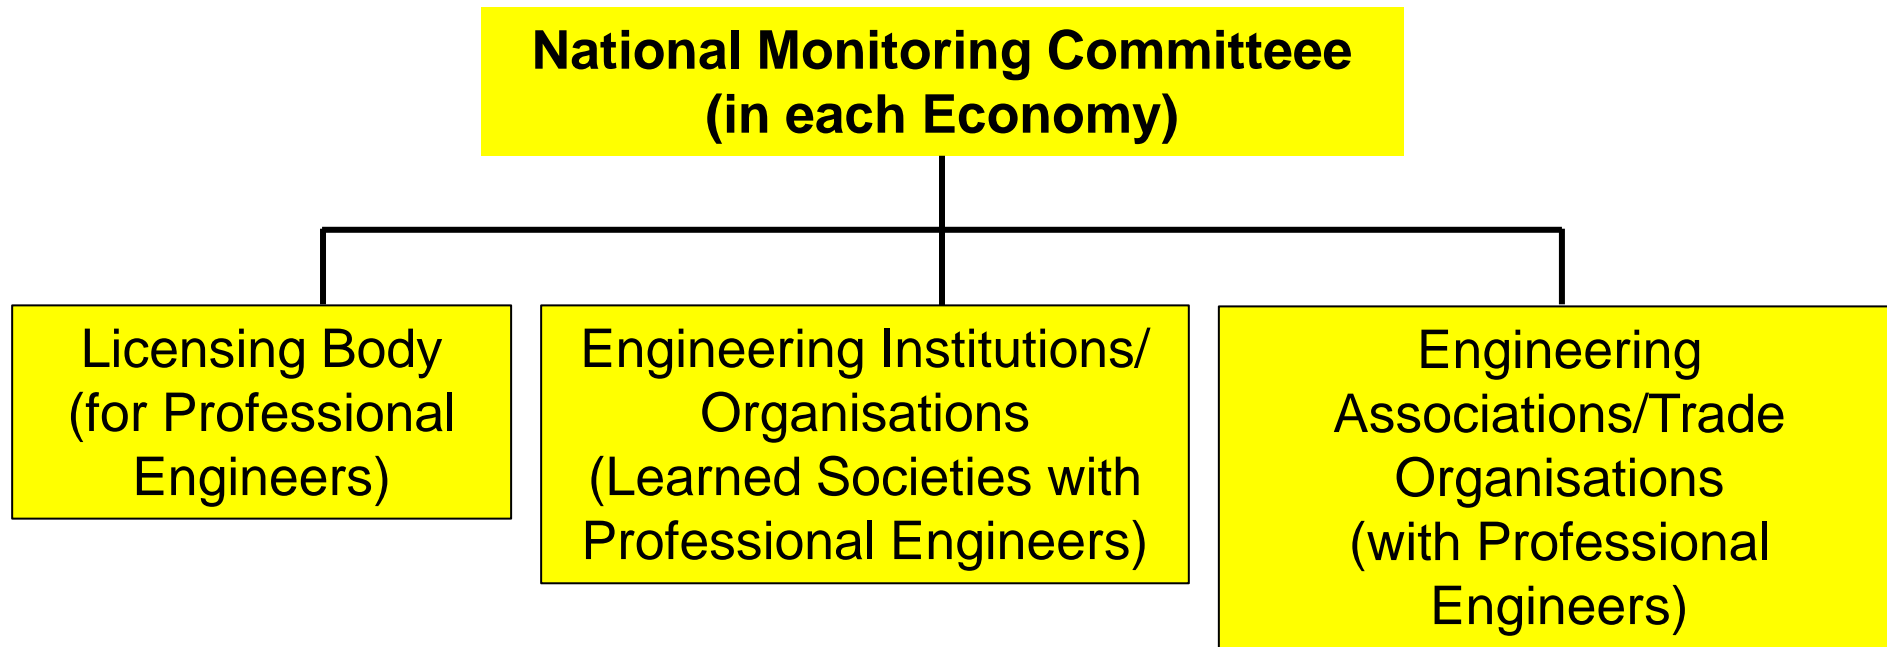 National Monitoring Committeee
(in each Economy)
Licensing Body
(for Professional
Engineers)
Engineering Institutions/
Organisations
(Learned Societies with
Professional Engineers)
Engineering
Associations/Trade
Organisations
(with Professional
Engineers)